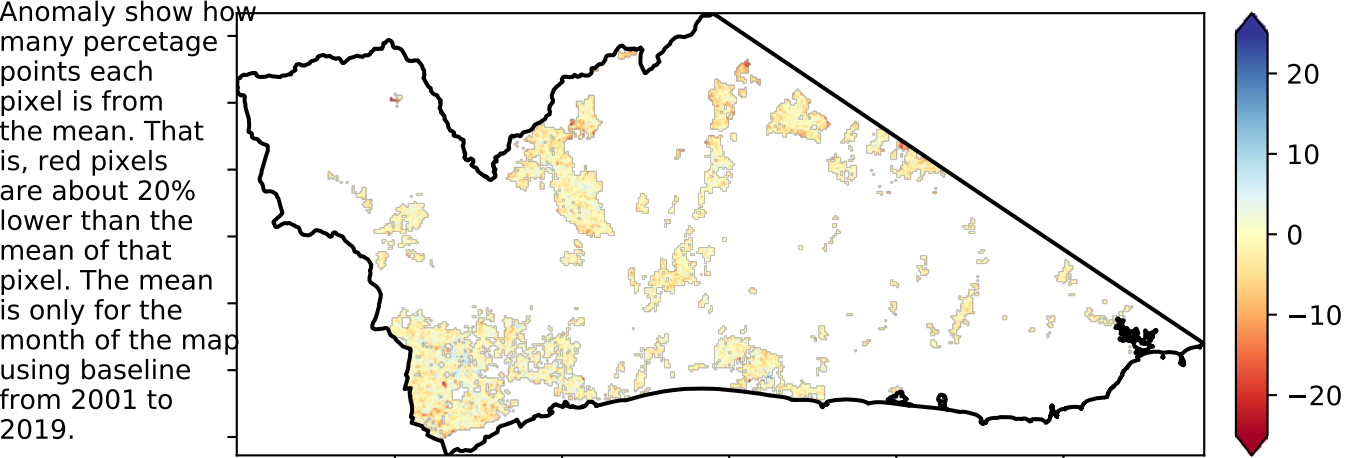 Anomaly show how
many percetage
points each
pixel is from
the mean. That
is, red pixels
are about 20%
lower than the
mean of that
pixel. The mean
is only for the
month of the map
using baseline
from 2001 to
2019.
20
10
0
−10
−20